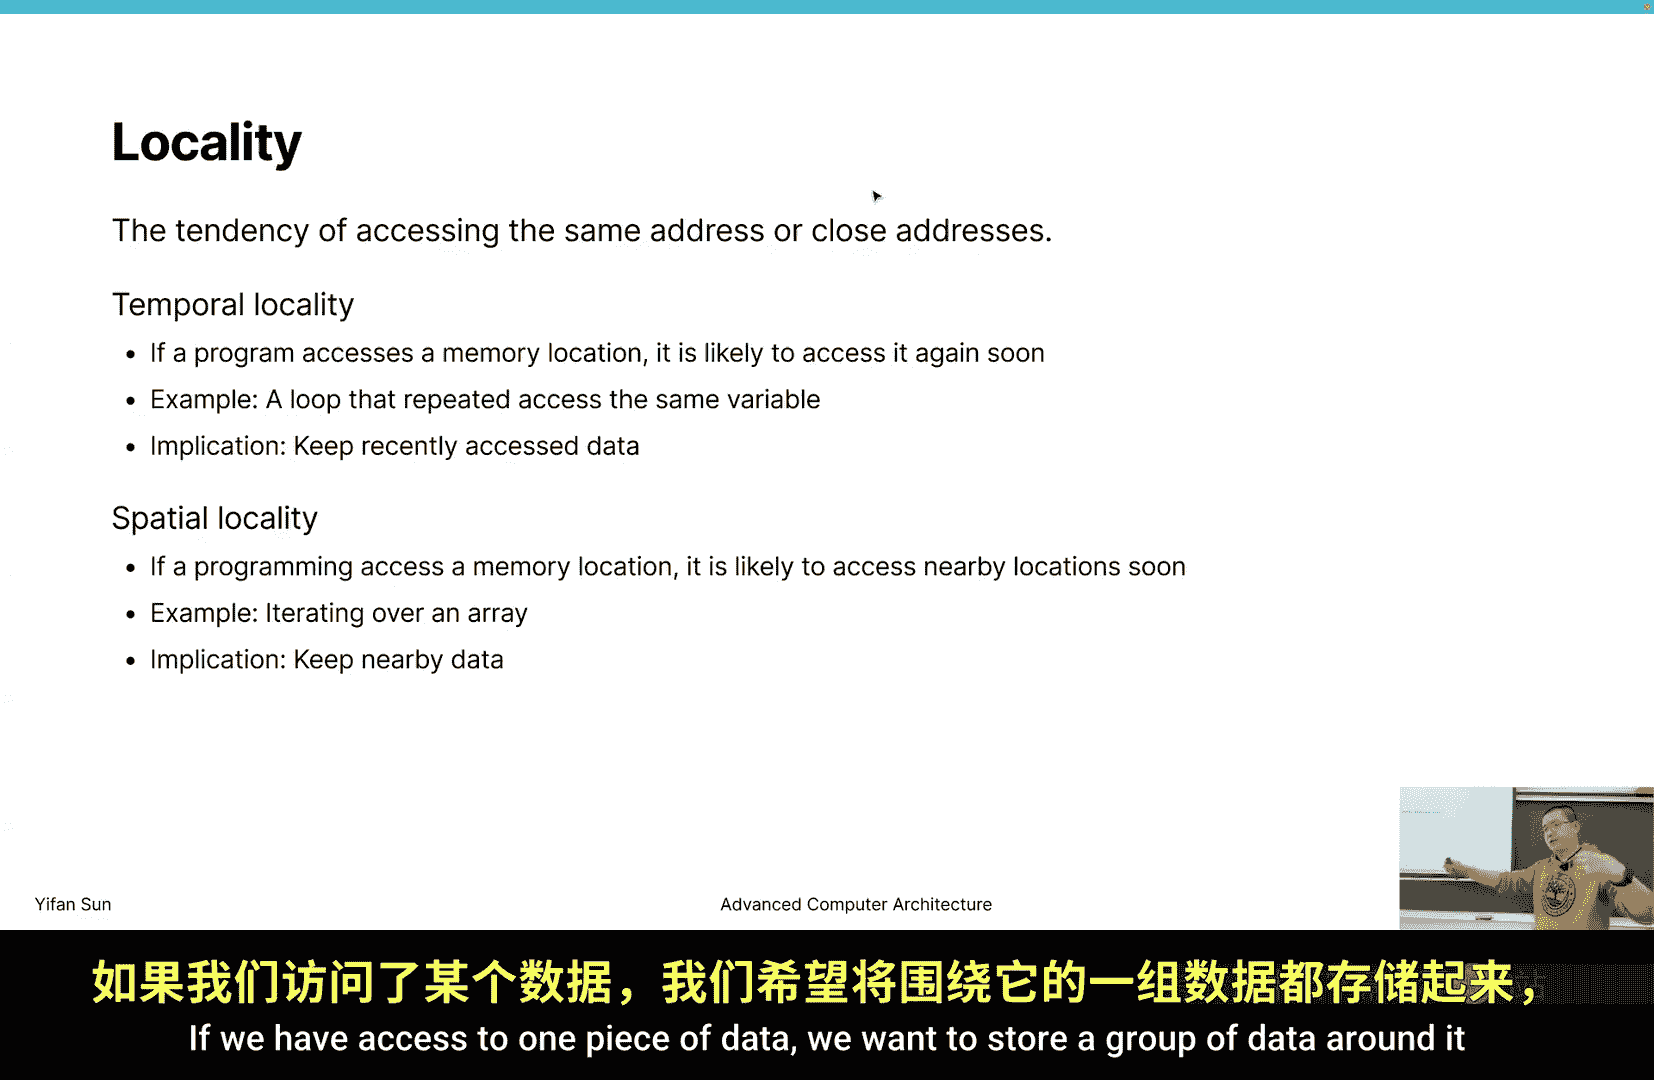 Locality
The tendency of accessing the same address or close addresses.
Temporal locality
• If a program accesses a memory location, it is likely to access it again soon
• Example: A loop that repeated access the same variable
• Implication: Keep recently accessed data
Spatial locality
• If a programming access a memory location, it is likely to access nearby locations soon
• Example: Iterating over an array
• Implication: Keep nearby data
Yifan Sun
Advanced Computer Architecture
如果我们访问了某个数据，我们希望将围绕它的一组数据都存储起来，
If we have access to one piece of data, we want to store a group of data around it